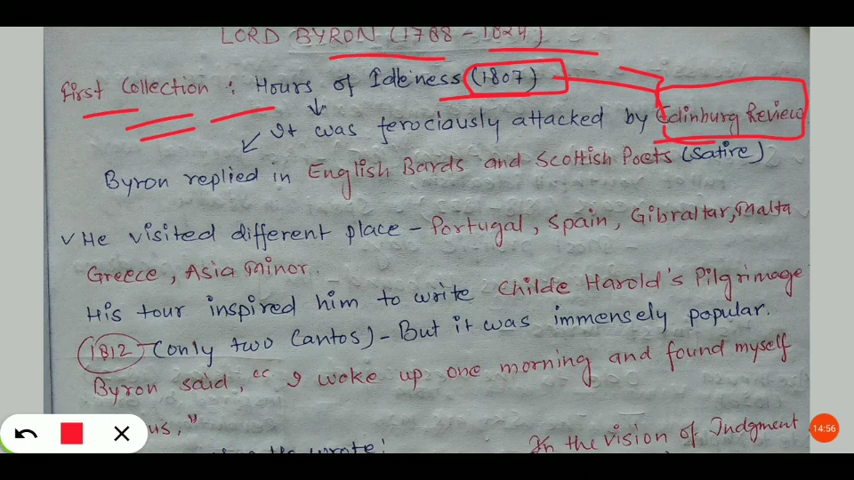 LORD BYRON (1788 - 1824)
First Collection : Hours of Idleness (1807)
It was ferociously attacked by Edinburg Review
Byron replied in English Bards and Scottish Poets (satire)
He visited different place - Portugal, Spain, Gibraltar, Malta
Greece, Asia Minor.
His tour inspired him to write Childe Harold's Pilgrimage
1812 (only two Cantos) - But it was immensely popular.
Byron said, " I woke up one morning and found myself
us, "
wrote!
In the vision of Judgment
14:56